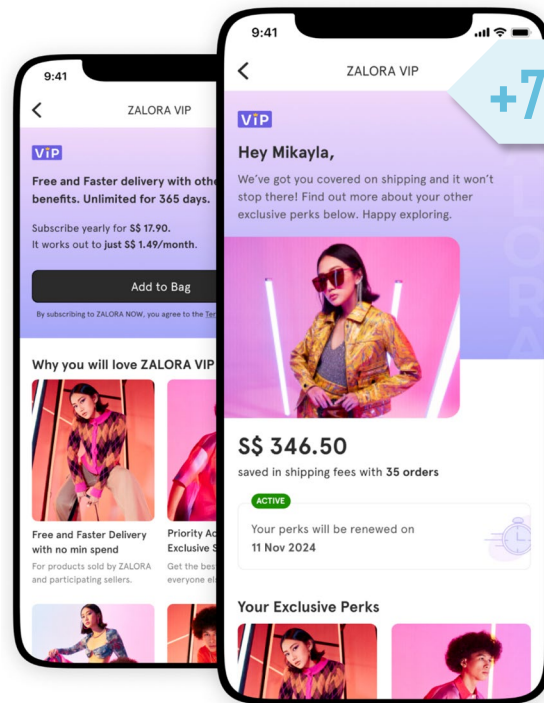 9:41
ZALORA VIP
VIP
Free and Faster delivery with othe
benefits. Unlimited for 365 days.
Subscribe yearly for S$ 17.90.
It works out to just S$ 1.49/month.
Add to Bag
By subscribing to ZALORA NOW, you agree to the Ter
Why you will love ZALORA VIP
Free and Faster Delivery
with no min spend
For products sold by ZALORA
and participating sellers.
Priority Ac
Exclusive S
Get the bes
everyone el
9:41
ZALORA VIP
+7
VIP
Hey Mikayla,
We've got you covered on shipping and it won't
stop there! Find out more about your other
exclusive perks below. Happy exploring.
S$ 346.50
saved in shipping fees with 35 orders
ACTIVE
Your perks will be renewed on
11 Nov 2024
Your Exclusive Perks